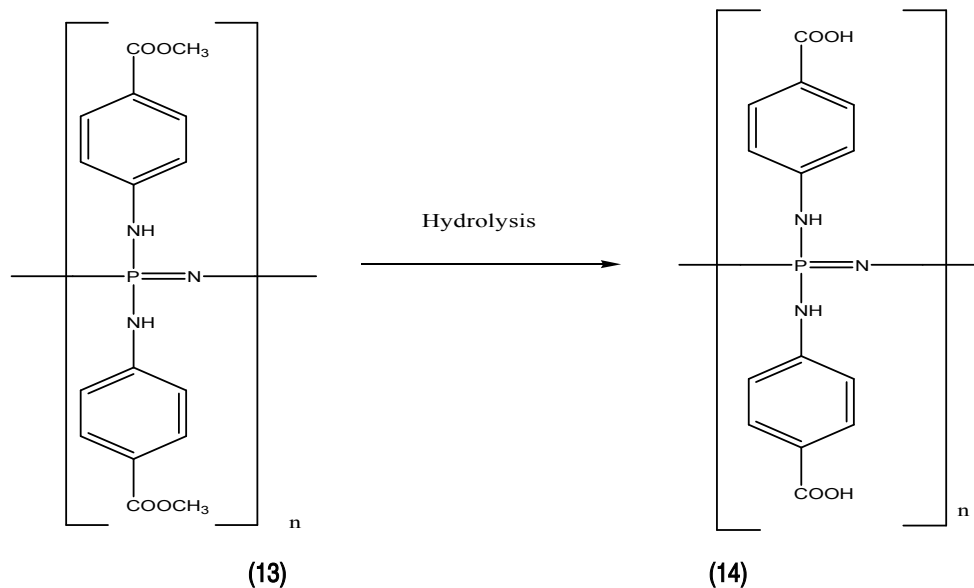 COOCH3
COOH
NH
NH
Hydrolysis
P N
P N
NH
NH
COOCH3
COOH
n
n
(13)
(14)